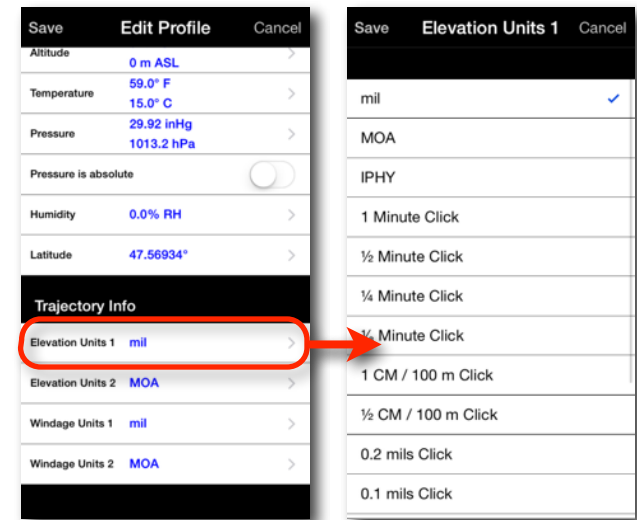 Save Edit Profile Cancel
Altitude 0 m ASL
Temperature 59.0° F
15.0° C
Pressure 29.92 inHg
1013.2 hPa
Pressure is absolute
Humidity 0.0% RH
Latitude 47.56934°
Trajectory Info
Elevation Units 1 mil
Elevation Units 2 MOA
Windage Units 1 mil
Windage Units 2 MOA
Save Elevation Units 1 Cancel
mil
MOA
IPHY
1 Minute Click
½ Minute Click
¼ Minute Click
Minute Click
1 CM / 100 m Click
½ CM / 100 m Click
0.2 mils Click
0.1 mils Click